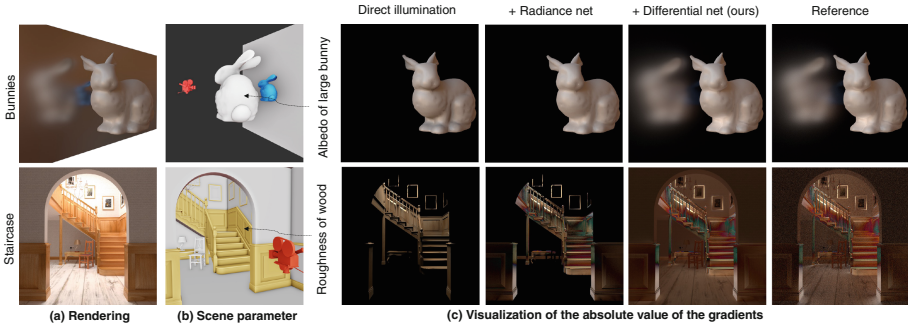 Direct illumination
+ Radiance net
+ Differential net (ours)
Reference
Bunnies
Albedo of large bunny
Staircase
Roughness of wood
(a) Rendering
(b) Scene parameter
(c) Visualization of the absolute value of the gradients